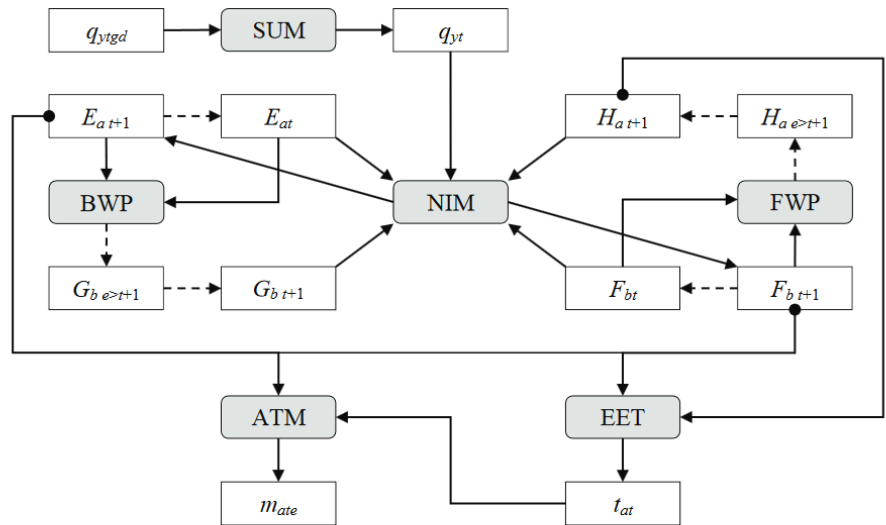 q_ytgd SUM q_yt
E_a t+1 E_at H_a t+1 H_a e>t+1
BWP NIM FWP
G_b e>t+1 G_b t+1 F_bt F_b t+1
ATM EET
m_ate t_at